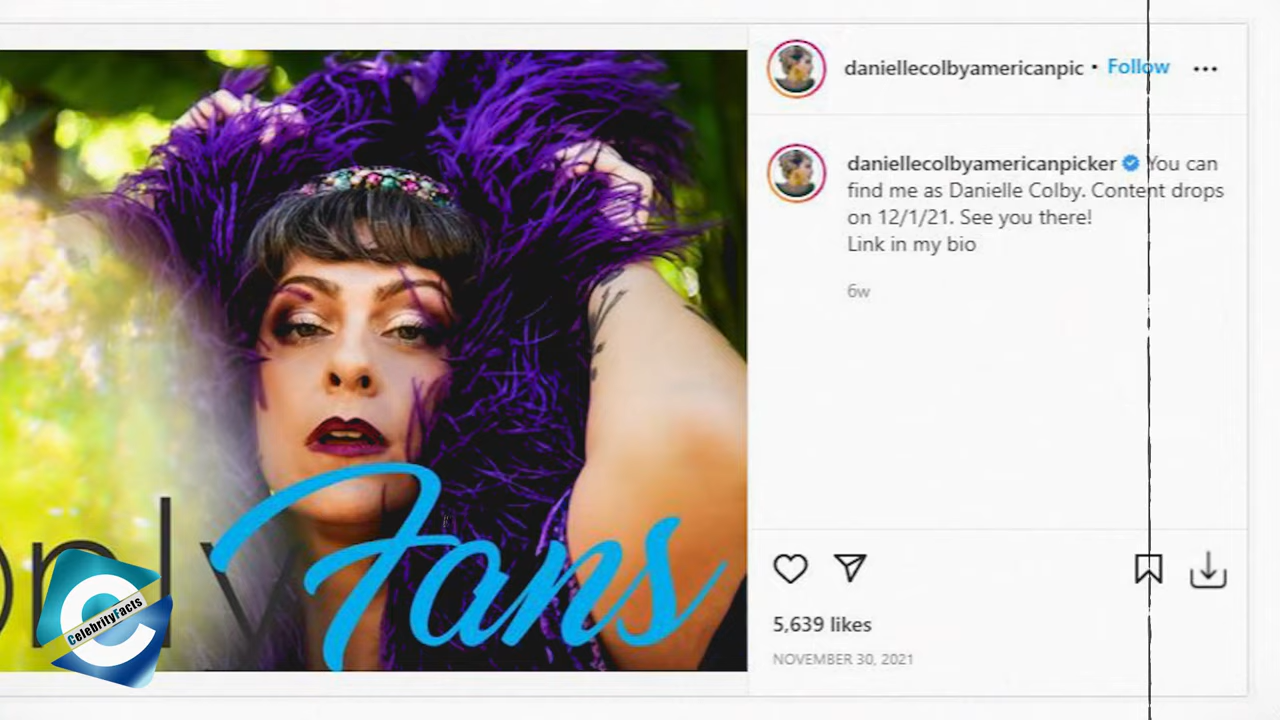 daniellecolbyamericanpic • Follow
daniellecolbyamericanpicker You can
find me as Danielle Colby. Content drops
on 12/1/21. See you there!
Link in my bio
6w
only Fans
CelebrityFacts
5,639 likes
NOVEMBER 30, 2021